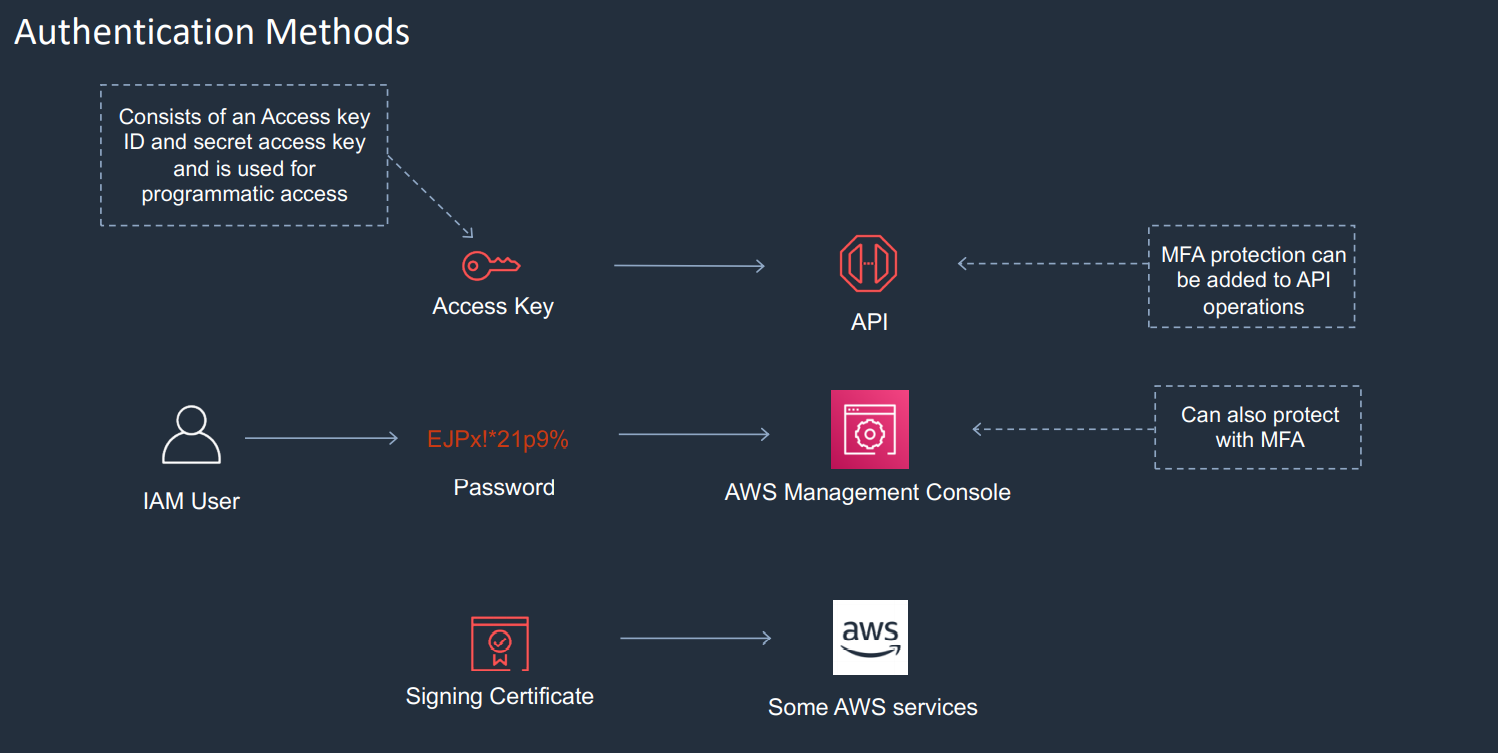 Authentication Methods
Consists of an Access key
ID and secret access key
and is used for
programmatic access
Access Key
API
MFA protection can
be added to API
operations
IAM User
EJPx!*21p9%
Password
AWS Management Console
Can also protect
with MFA
Signing Certificate
aws
Some AWS services